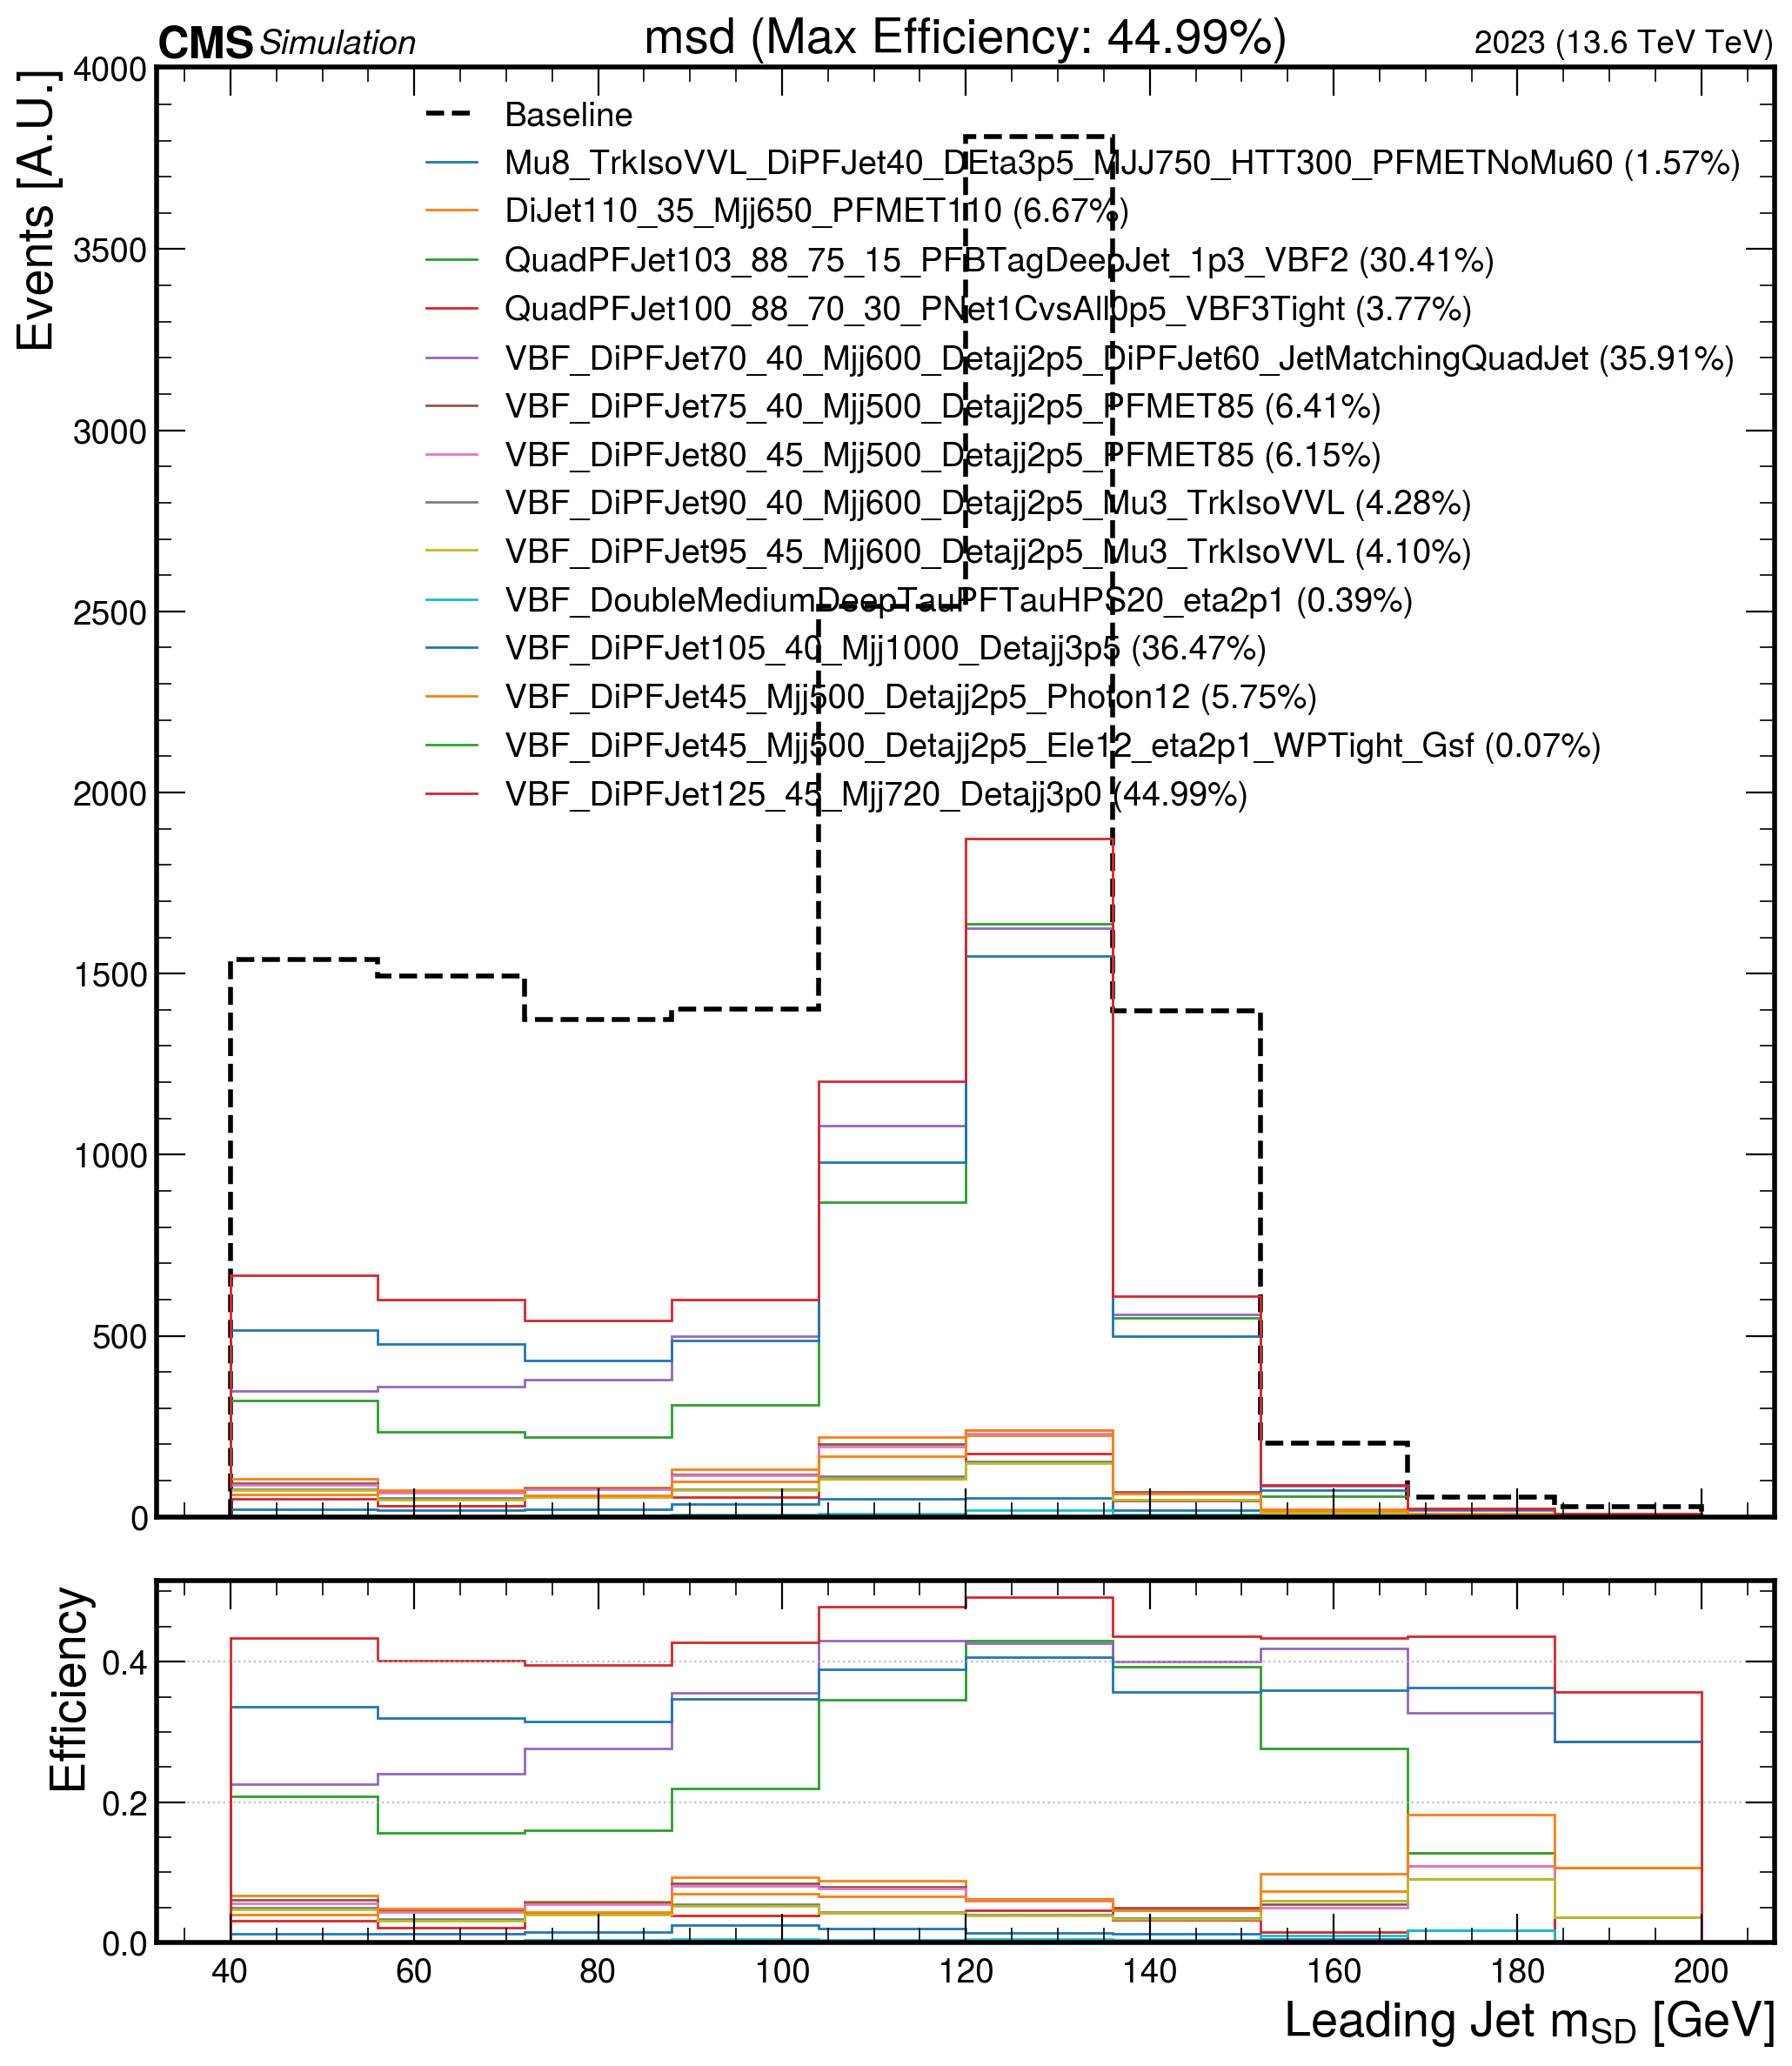 CMS Simulation msd (Max Efficiency: 44.99%) 2023 (13.6 TeV TeV)
Events [A.U.]
4000
3500
3000
2500
2000
1500
1000
500
0
Baseline
Mu8_TrkIsoVVL_DiPFJet40_DEta3p5_MJJ750_HTT300_PFMETNoMu60 (1.57%)
DiJet110_35_Mjj650_PFMET110 (6.67%)
QuadPFJet103_88_75_15_PFBTagDeepJet_1p3_VBF2 (30.41%)
QuadPFJet100_88_70_30_PNet1CvsAll0p5_VBF3Tight (3.77%)
VBF_DiPFJet70_40_Mjj600_Detajj2p5_DiPFJet60_JetMatchingQuadJet (35.91%)
VBF_DiPFJet75_40_Mjj500_Detajj2p5_PFMET85 (6.41%)
VBF_DiPFJet80_45_Mjj500_Detajj2p5_PFMET85 (6.15%)
VBF_DiPFJet90_40_Mjj600_Detajj2p5_Mu3_TrkIsoVVL (4.28%)
VBF_DiPFJet95_45_Mjj600_Detajj2p5_Mu3_TrkIsoVVL (4.10%)
VBF_DoubleMediumDeepTauPFTauHPS20_eta2p1 (0.39%)
VBF_DiPFJet105_40_Mjj1000_Detajj3p5 (36.47%)
VBF_DiPFJet45_Mjj500_Detajj2p5_Photon12 (5.75%)
VBF_DiPFJet45_Mjj500_Detajj2p5_Ele12_eta2p1_WPTight_Gsf (0.07%)
VBF_DiPFJet125_45_Mjj720_Detajj3p0 (44.99%)
Efficiency
0.4
0.2
0.0
40 60 80 100 120 140 160 180 200
Leading Jet m_SD [GeV]